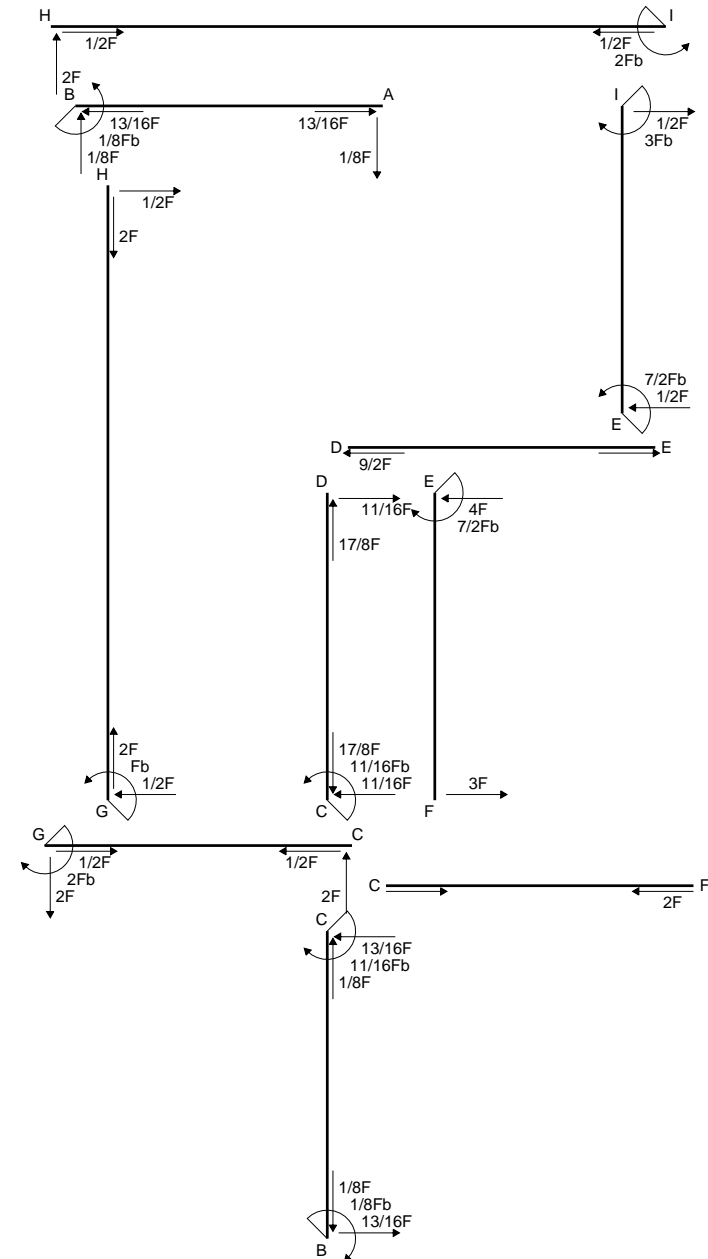 H
I
1/2F
1/2F
2Fb
2F
B
A
I
13/16F
13/16F
1/2F
1/8Fb
3Fb
1/8F
1/8F
H
1/2F
2F
7/2Fb
1/2F
E
D
E
9/2F
D
E
11/16F
4F
7/2Fb
17/8F
2F
17/8F
Fb
11/16Fb
1/2F
11/16F
3F
G
C
F
G
C
1/2F
1/2F
2Fb
2F
2F
C
F
2F
C
13/16F
11/16Fb
1/8F
1/8F
1/8Fb
13/16F
B